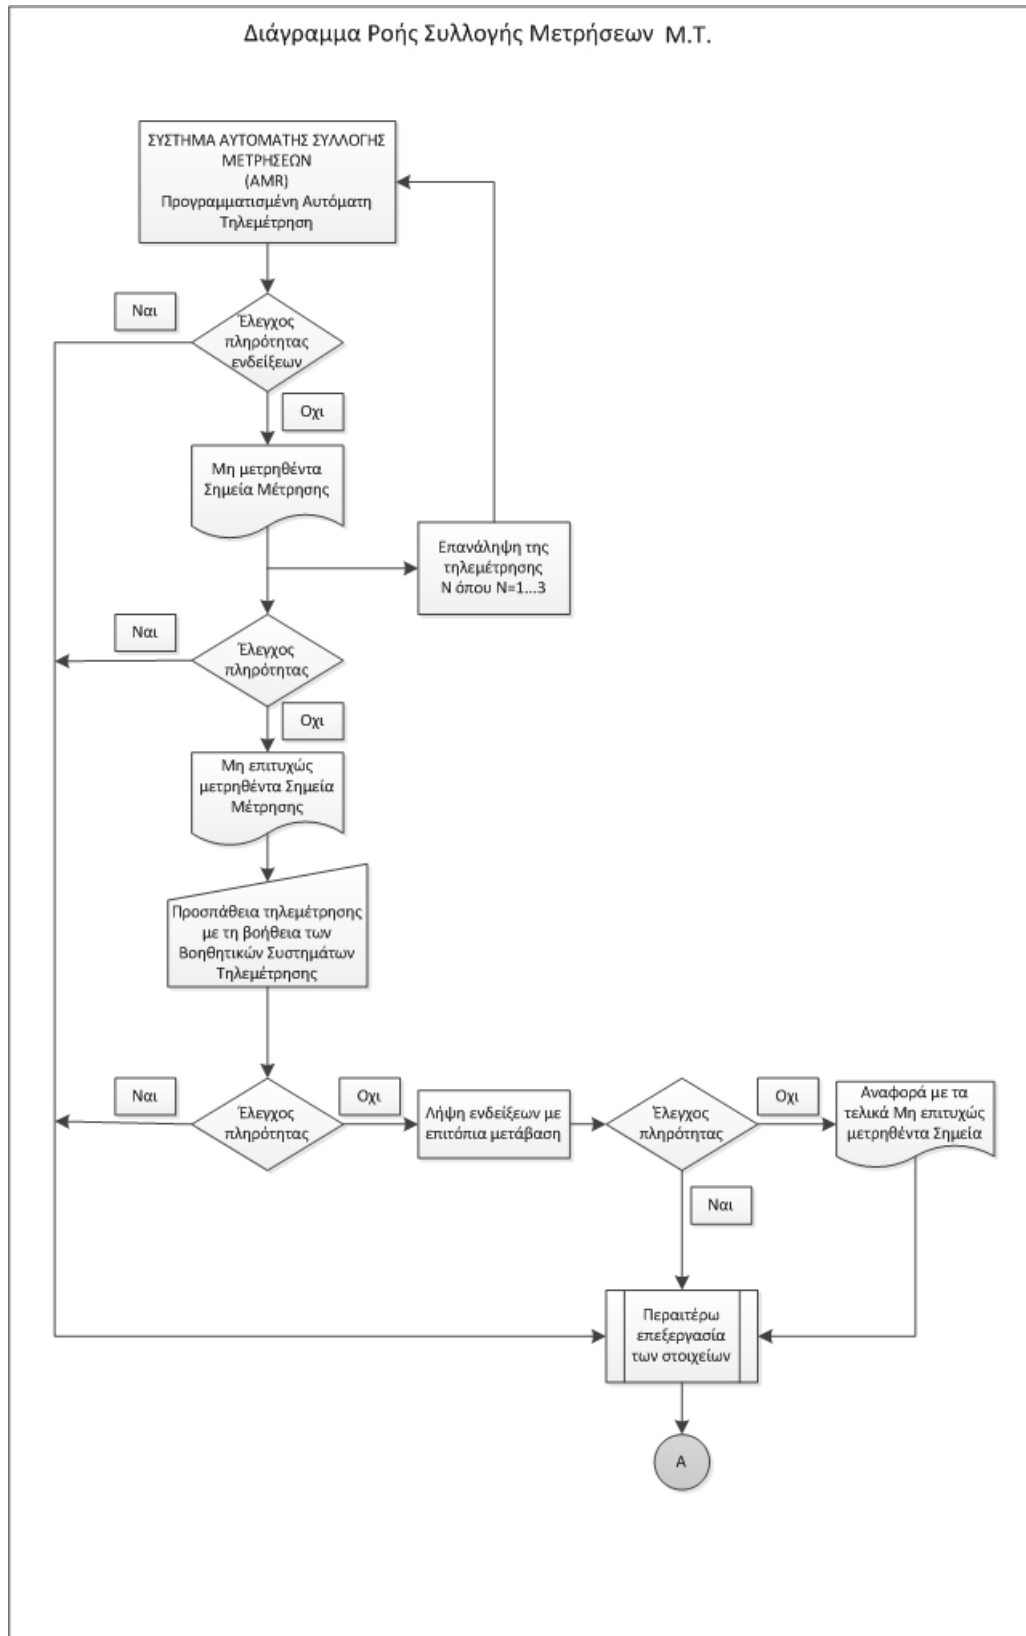 Διάγραμμα Ροής Συλλογής Μετρήσεων Μ.Τ.
ΣΥΣΤΗΜΑ ΑΥΤΟΜΑΤΗΣ ΣΥΛΛΟΓΗΣ
ΜΕΤΡΗΣΕΩΝ
(AMR)
Προγραμματισμένη Αυτόματη
Τηλεμέτρηση
Ναι
Έλεγχος
πληρότητας
ενδείξεων
Οχι
Μη μετρηθέντα
Σημεία Μέτρησης
Επανάληψη της
τηλεμέτρησης
Ν όπου Ν=1...3
Ναι
Έλεγχος
πληρότητας
Οχι
Μη επιτυχώς
μετρηθέντα Σημεία
Μέτρησης
Προσπάθεια τηλεμέτρησης
με τη βοήθεια των
Βοηθητικών Συστημάτων
Τηλεμέτρησης
Ναι
Έλεγχος
πληρότητας
Οχι
Λήψη ενδείξεων με
επιτόπια μετάβαση
Έλεγχος
πληρότητας
Οχι
Αναφορά με τα
τελικά Μη επιτυχώς
μετρηθέντα Σημεία
Ναι
Περαιτέρω
επεξεργασία
των στοιχείων
Α